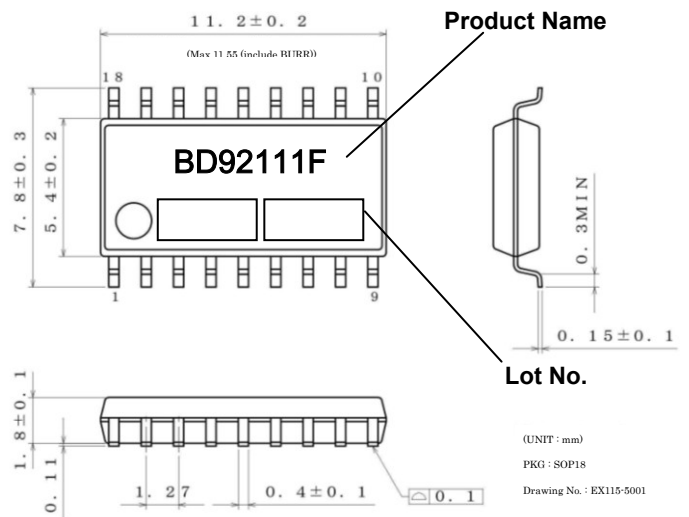 11.2±0.2
Product Name
(Max 11.55 (include BURR))
18
10
7.8±0.3
5.4±0.2
BD92111F
0.3MIN
1
9
0.15±0.1
Lot No.
1.8±0.1
0.11
1.27
0.4±0.1
0.1
(UNIT : mm)
PKG : SOP18
Drawing No. : EX115-5001